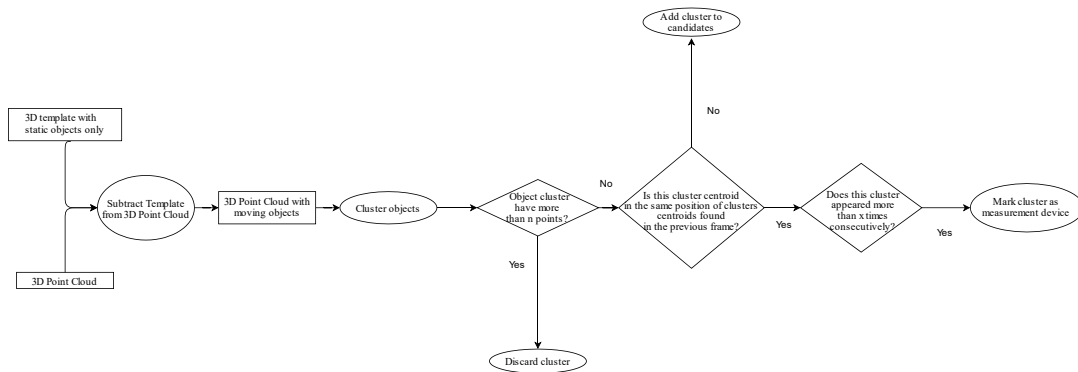 Add cluster to
candidates
No
3D template with
static objects only
Subtract Template
from 3D Point Cloud
3D Point Cloud with
moving objects
Cluster objects
Object cluster
have more
than n points?
No
Is this cluster centroid
in the same position of clusters
centroids found
in the previous frame?
Yes
Does this cluster
appeared more
than x times
consecutively?
Yes
Mark cluster as
measurement device
Yes
3D Point Cloud
Discard cluster